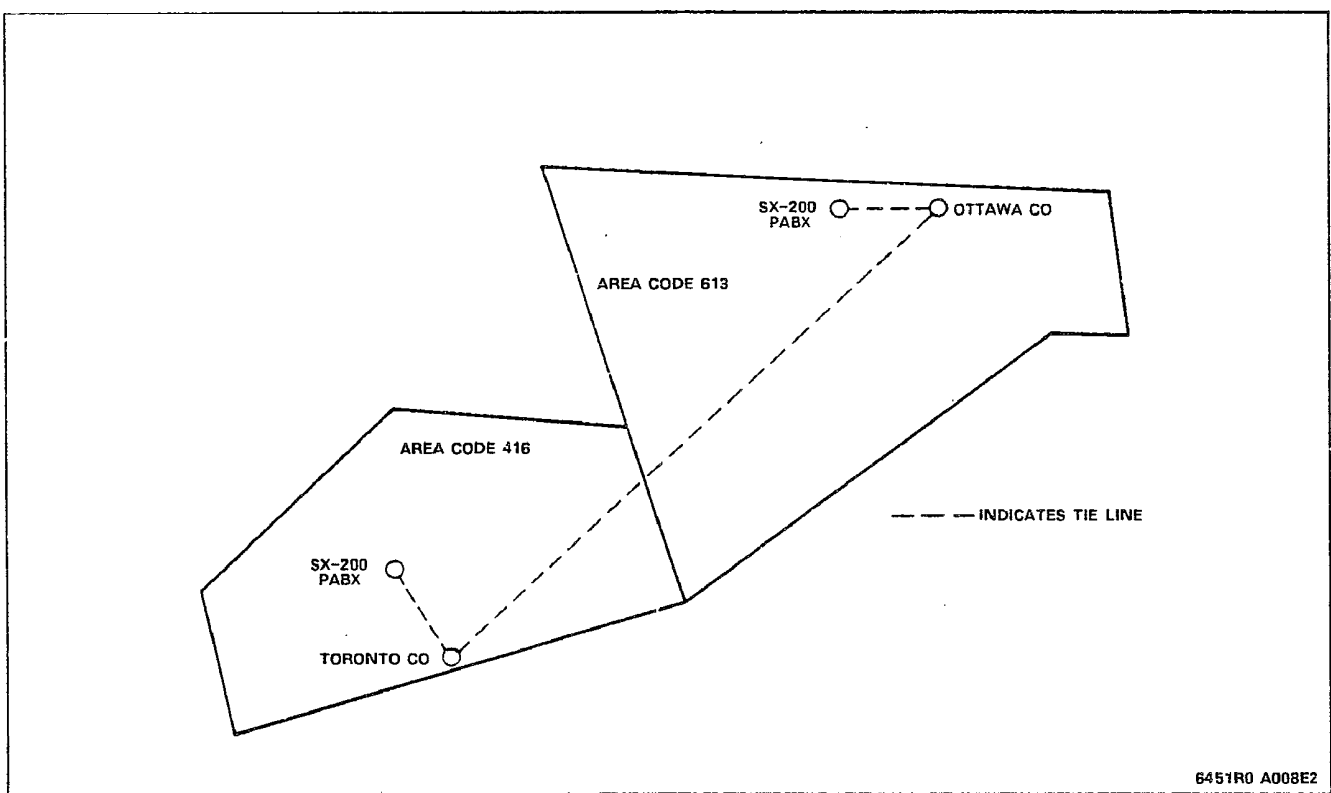 SX-200
PABX
OTTAWA CO
AREA CODE 613
AREA CODE 416
INDICATES TIE LINE
SX-200
PABX
TORONTO CO
6451R0 A008E2